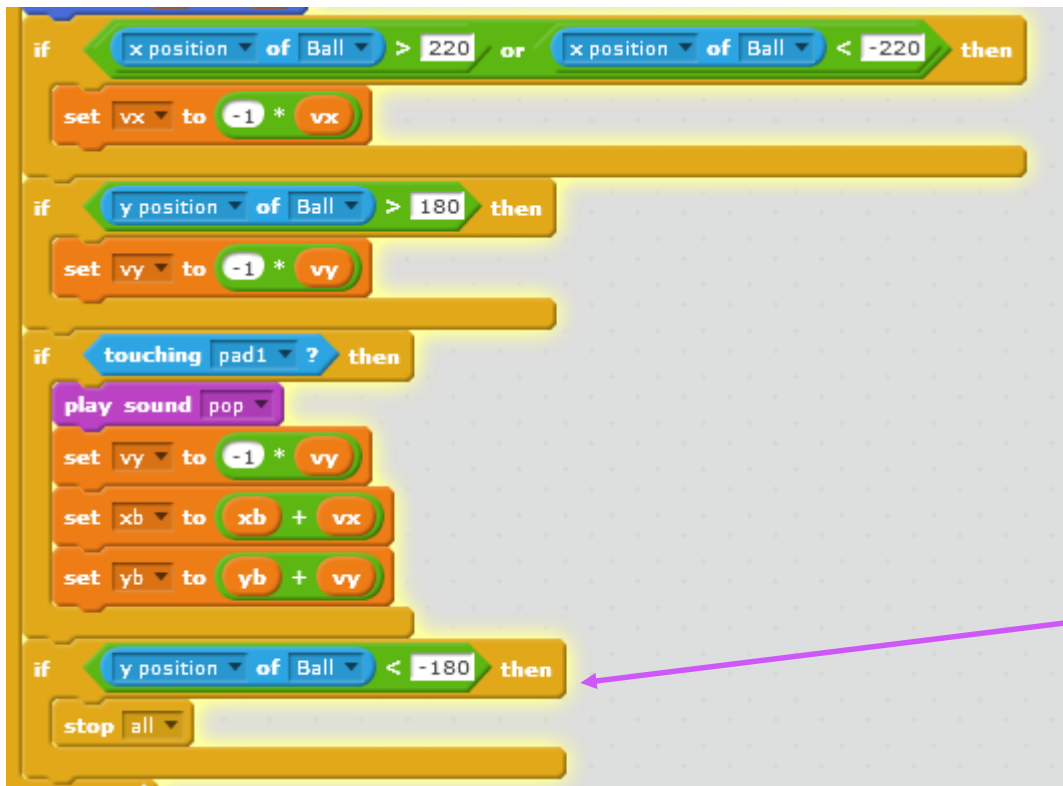 if x position of Ball > 220 or x position of Ball < -220 then
set vx to -1 * vx
if y position of Ball > 180 then
set vy to -1 * vy
if touching pad1 ? then
play sound pop
set vy to -1 * vy
set xb to xb + vx
set yb to yb + vy
if y position of Ball < -180 then
stop all